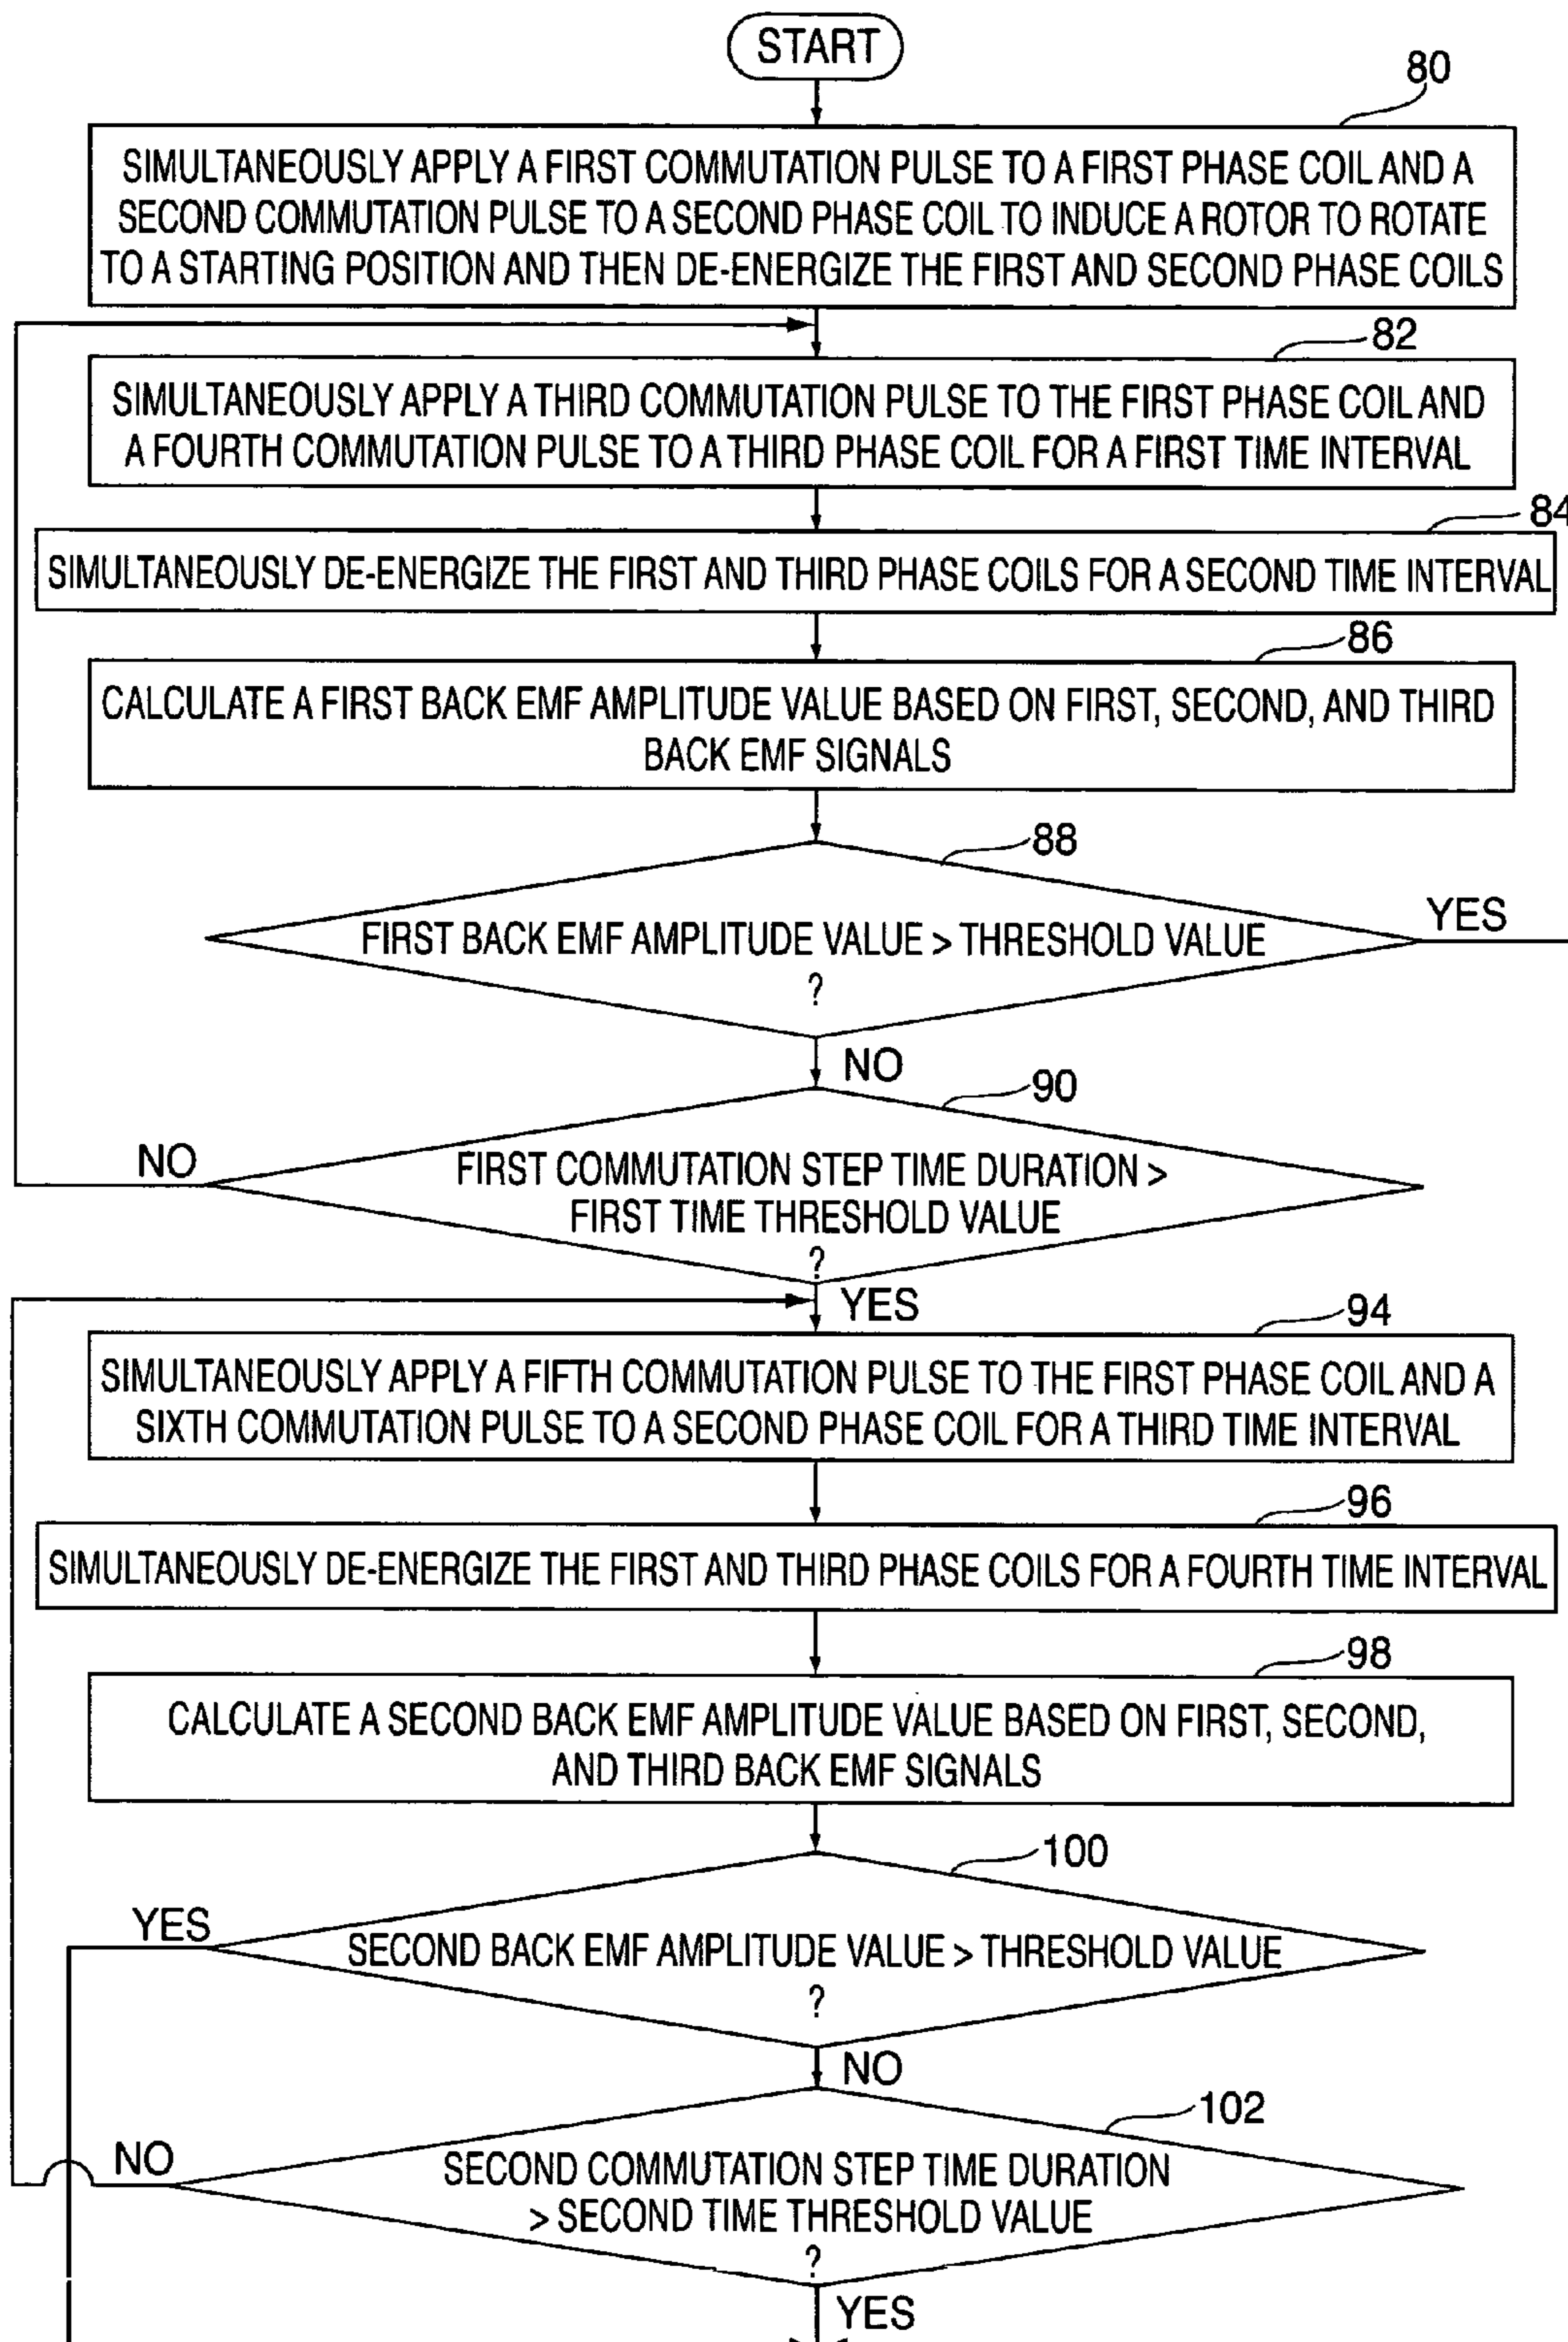 START
80
SIMULTANEOUSLY APPLY A FIRST COMMUTATION PULSE TO A FIRST PHASE COIL AND A
SECOND COMMUTATION PULSE TO A SECOND PHASE COIL TO INDUCE A ROTOR TO ROTATE
TO A STARTING POSITION AND THEN DE-ENERGIZE THE FIRST AND SECOND PHASE COILS
82
SIMULTANEOUSLY APPLY A THIRD COMMUTATION PULSE TO THE FIRST PHASE COIL AND
A FOURTH COMMUTATION PULSE TO A THIRD PHASE COIL FOR A FIRST TIME INTERVAL
84
SIMULTANEOUSLY DE-ENERGIZE THE FIRST AND THIRD PHASE COILS FOR A SECOND TIME INTERVAL
86
CALCULATE A FIRST BACK EMF AMPLITUDE VALUE BASED ON FIRST, SECOND, AND THIRD
BACK EMF SIGNALS
88
YES
FIRST BACK EMF AMPLITUDE VALUE > THRESHOLD VALUE
?
NO
90
NO
FIRST COMMUTATION STEP TIME DURATION >
FIRST TIME THRESHOLD VALUE
?
YES
94
SIMULTANEOUSLY APPLY A FIFTH COMMUTATION PULSE TO THE FIRST PHASE COIL AND A
SIXTH COMMUTATION PULSE TO A SECOND PHASE COIL FOR A THIRD TIME INTERVAL
96
SIMULTANEOUSLY DE-ENERGIZE THE FIRST AND THIRD PHASE COILS FOR A FOURTH TIME INTERVAL
98
CALCULATE A SECOND BACK EMF AMPLITUDE VALUE BASED ON FIRST, SECOND,
AND THIRD BACK EMF SIGNALS
100
YES
SECOND BACK EMF AMPLITUDE VALUE > THRESHOLD VALUE
?
NO
102
NO
SECOND COMMUTATION STEP TIME DURATION
> SECOND TIME THRESHOLD VALUE
?
YES